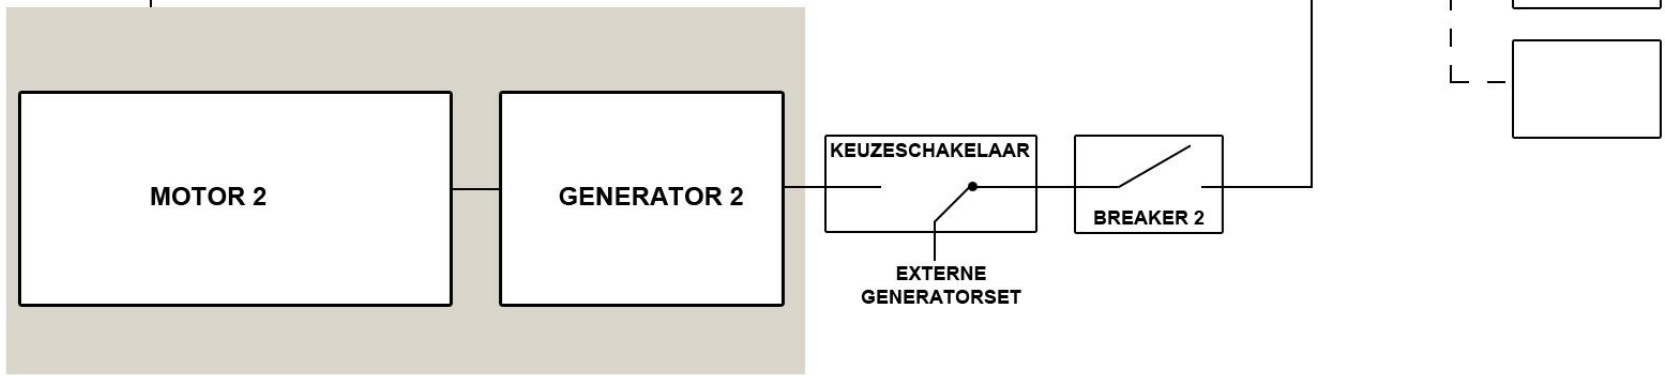 KEUZESCHAKELAAR
MOTOR 2
GENERATOR 2
BREAKER 2
EXTERNE
GENERATORSET